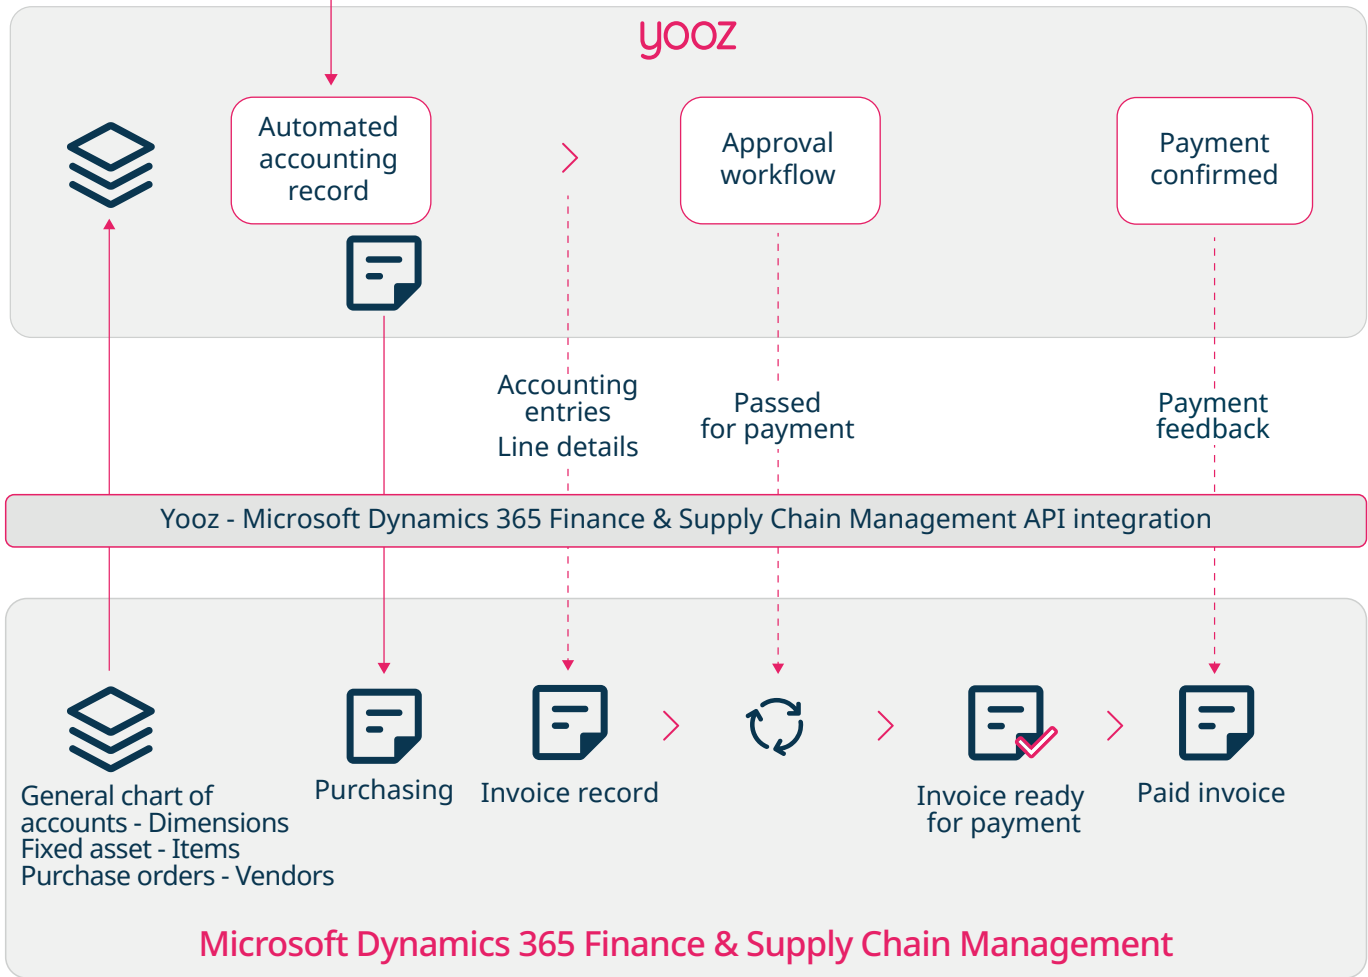 yooz
Automated
accounting
record
Approval
workflow
Payment
confirmed
Accounting
entries
Line details
Passed
for payment
Payment
feedback
Yooz - Microsoft Dynamics 365 Finance & Supply Chain Management API integration
General chart of
accounts - Dimensions
Fixed asset - Items
Purchase orders - Vendors
Purchasing
Invoice record
Invoice ready
for payment
Paid invoice
Microsoft Dynamics 365 Finance & Supply Chain Management